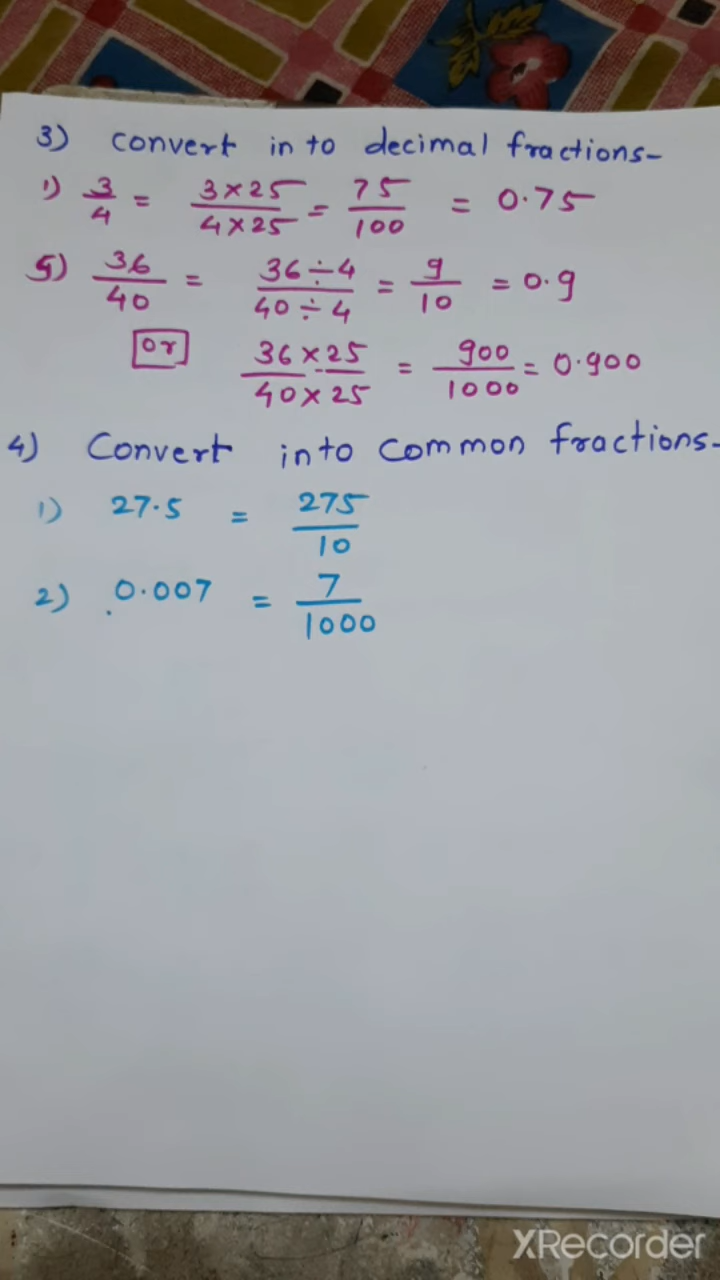 3) Convert in to decimal fractions-
1) 3/4 = 3×25/4×25 = 75/100 = 0.75
5) 36/40 = 36÷4/40÷4 = 9/10 = 0.9
Or 36×25/40×25 = 900/1000 = 0.900
4) Convert into common fractions-
1) 27.5 = 275/10
2) 0.007 = 7/1000
XRecorder